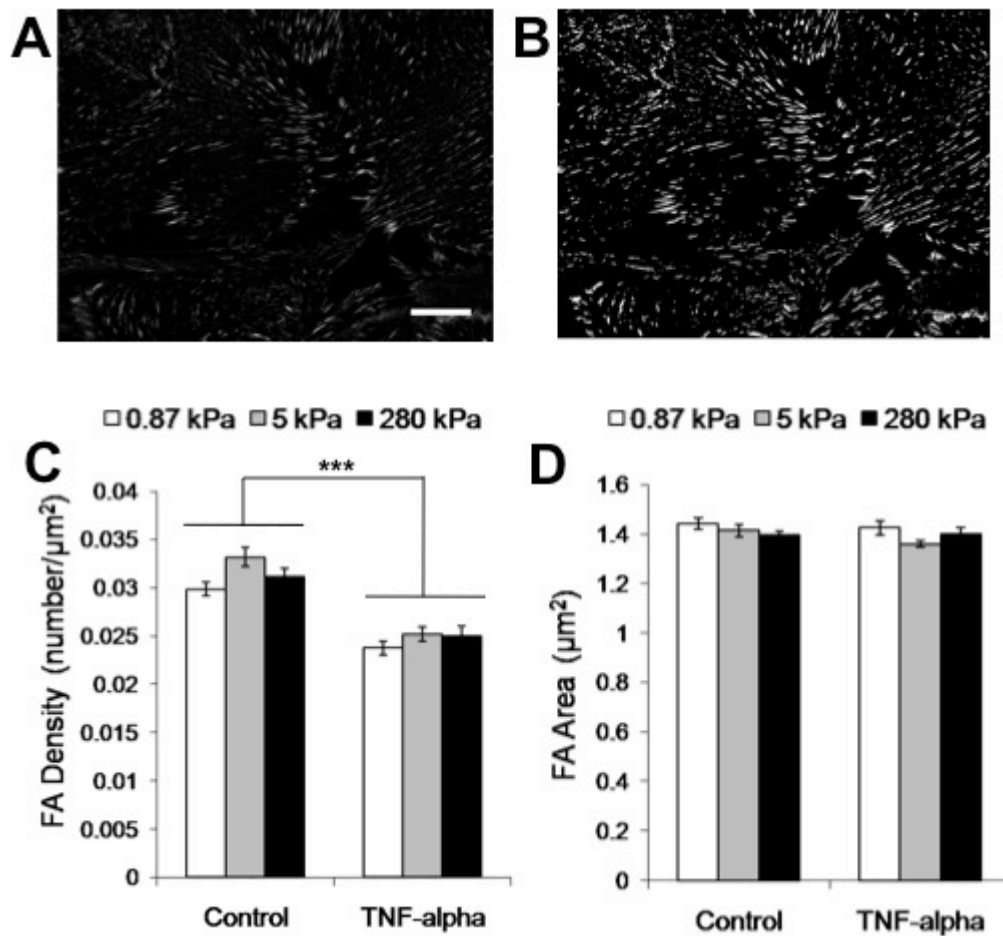 A
B
0.87 kPa 5 kPa 280 kPa
C
***
FA Density (number/μm²)
0.04
0.035
0.03
0.025
0.02
0.015
0.01
0.005
0
Control TNF-alpha
0.87 kPa 5 kPa 280 kPa
D
FA Area (μm²)
1.6
1.4
1.2
1
0.8
0.6
0.4
0.2
0
Control TNF-alpha